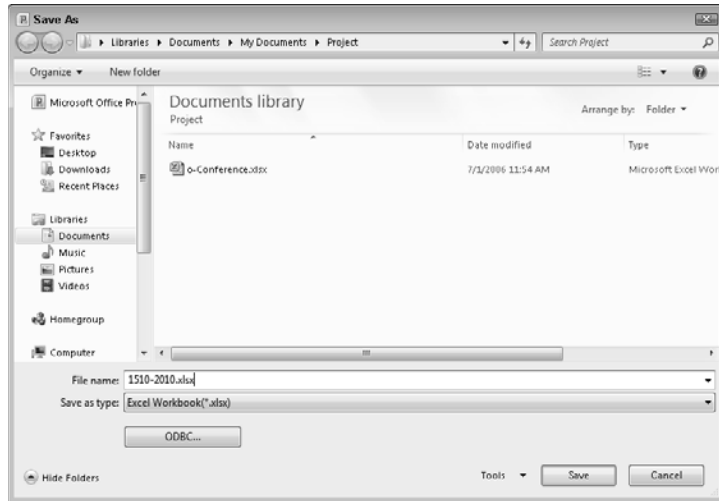 Save As
Libraries Documents My Documents Project Search Project
Organize New folder
Microsoft Office Pr
Favorites
Desktop
Downloads
Recent Places
Libraries
Documents
Music
Pictures
Videos
Homegroup
Computer
Documents library
Project
Arrange by: Folder
Name Date modified Type
o-Conference.xlsx 7/1/2006 11:54 AM Microsoft Excel Wor
File name: 1510-2010.xlsx
Save as type: Excel Workbook(*.xlsx)
ODBC...
Hide Folders Tools Save Cancel